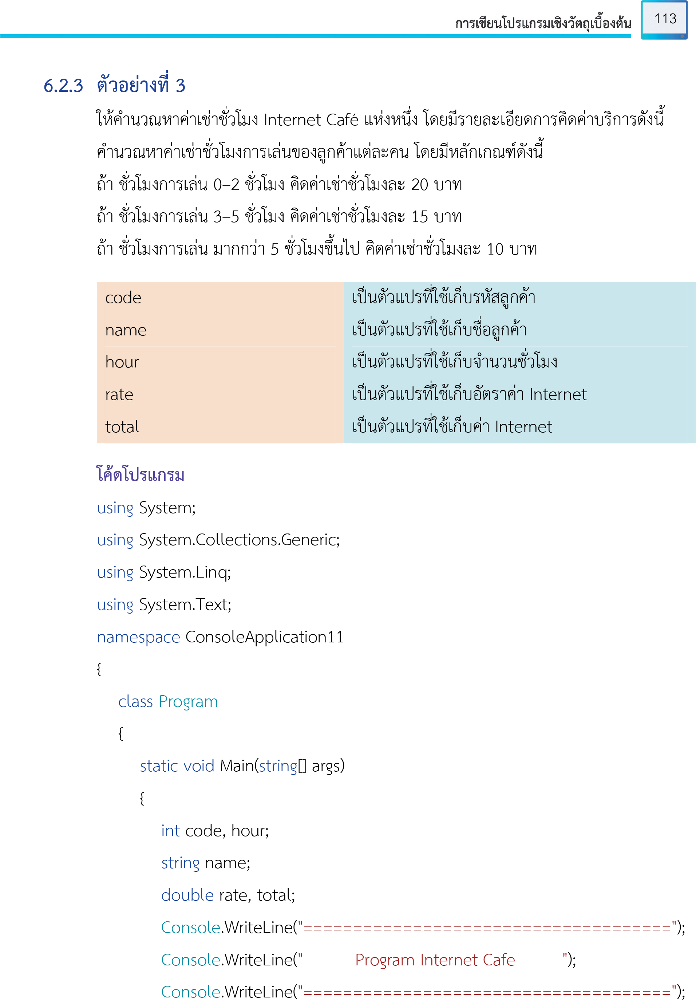 การเขียนโปรแกรมเชิงวัตถุเบื้องต้น 113
6.2.3 ตัวอย่างที่ 3
ให้คำนวณหาค่าเช่าชั่วโมง Internet Café แห่งหนึ่ง โดยมีรายละเอียดการคิดค่าบริการดังนี้
คำนวณหาค่าเช่าชั่วโมงการเล่นของลูกค้าแต่ละคน โดยมีหลักเกณฑ์ดังนี้
ถ้า ชั่วโมงการเล่น 0–2 ชั่วโมง คิดค่าเช่าชั่วโมงละ 20 บาท
ถ้า ชั่วโมงการเล่น 3–5 ชั่วโมง คิดค่าเช่าชั่วโมงละ 15 บาท
ถ้า ชั่วโมงการเล่น มากกว่า 5 ชั่วโมงขึ้นไป คิดค่าเช่าชั่วโมงละ 10 บาท
code เป็นตัวแปรที่ใช้เก็บรหัสลูกค้า
name เป็นตัวแปรที่ใช้เก็บชื่อลูกค้า
hour เป็นตัวแปรที่ใช้เก็บจำนวนชั่วโมง
rate เป็นตัวแปรที่ใช้เก็บอัตราค่า Internet
total เป็นตัวแปรที่ใช้เก็บค่า Internet
โค้ดโปรแกรม
using System;
using System.Collections.Generic;
using System.Linq;
using System.Text;
namespace ConsoleApplication11
{
class Program
{
static void Main(string[] args)
{
int code, hour;
string name;
double rate, total;
Console.WriteLine("=====================================");
Console.WriteLine("          Program Internet Cafe         ");
Console.WriteLine("=====================================");